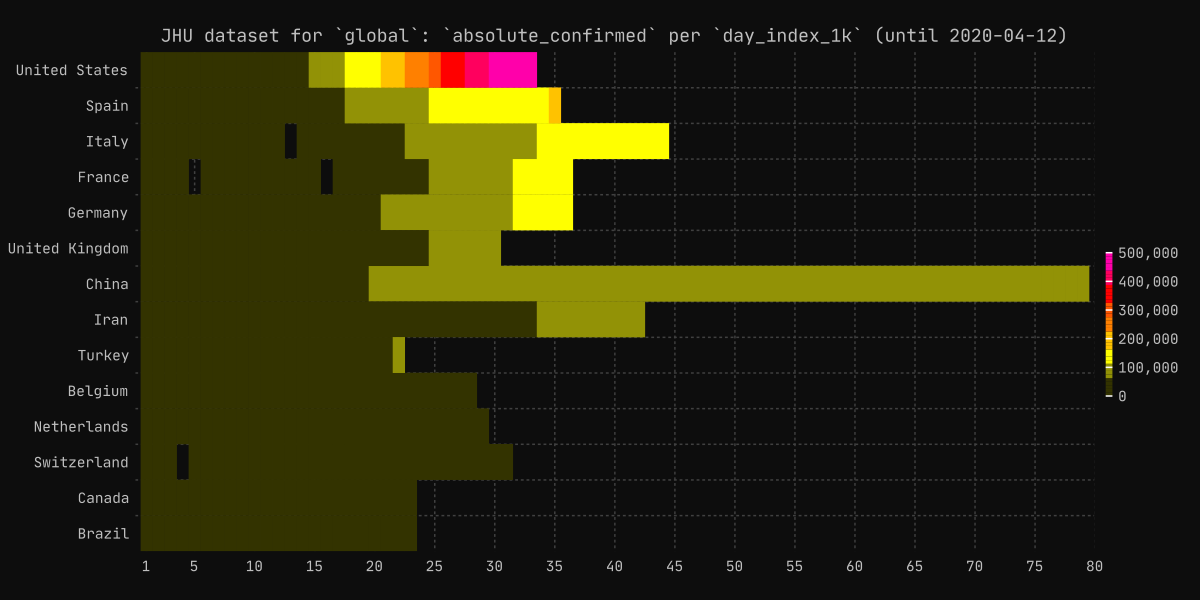 JHU dataset for `global`: `absolute_confirmed` per `day_index_1k` (until 2020-04-12)
United States
Spain
Italy
France
Germany
United Kingdom
China
Iran
Turkey
Belgium
Netherlands
Switzerland
Canada
Brazil
1 5 10 15 20 25 30 35 40 45 50 55 60 65 70 75 80
500,000
400,000
300,000
200,000
100,000
0